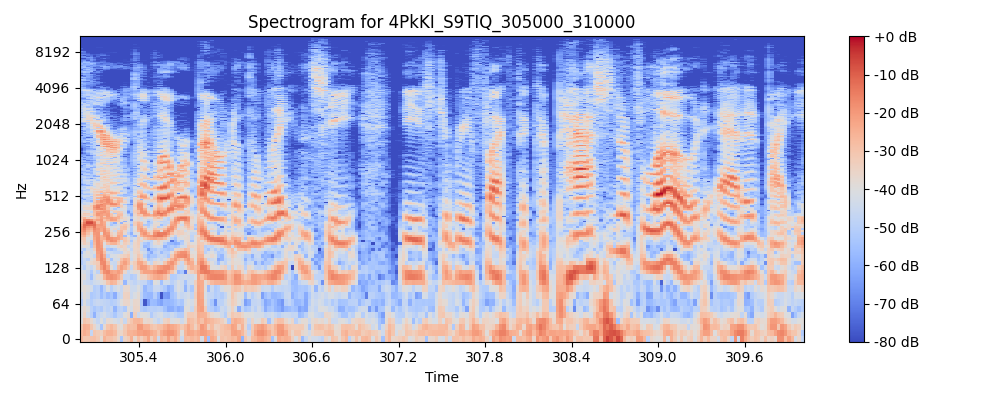 Spectrogram for 4PkKI_S9TIQ_305000_310000
Hz
8192
4096
2048
1024
512
256
128
64
0
305.4 306.0 306.6 307.2 307.8 308.4 309.0 309.6
Time
+0 dB
-10 dB
-20 dB
-30 dB
-40 dB
-50 dB
-60 dB
-70 dB
-80 dB